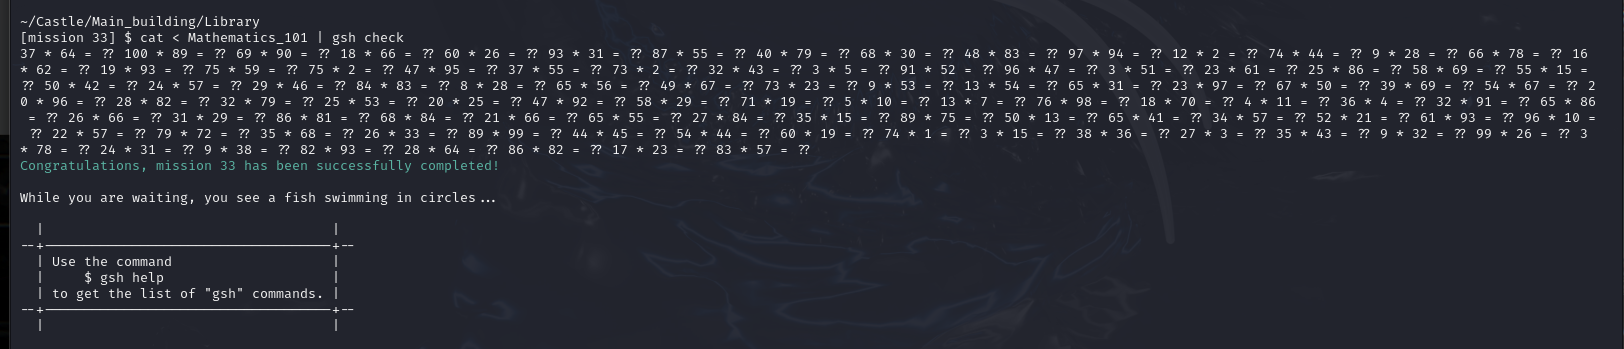 ~/Castle/Main_building/Library
[mission 33] $ cat < Mathematics_101 | gsh check
37 * 64 = ?? 100 * 89 = ?? 69 * 90 = ?? 18 * 66 = ?? 60 * 26 = ?? 93 * 31 = ?? 87 * 55 = ?? 40 * 79 = ?? 68 * 30 = ?? 48 * 83 = ?? 97 * 94 = ?? 12 * 2 = ?? 74 * 44 = ?? 9 * 28 = ?? 66 * 78 = ?? 16
* 62 = ?? 19 * 93 = ?? 75 * 59 = ?? 75 * 2 = ?? 47 * 95 = ?? 37 * 55 = ?? 73 * 2 = ?? 32 * 43 = ?? 3 * 5 = ?? 91 * 52 = ?? 96 * 47 = ?? 3 * 51 = ?? 23 * 61 = ?? 25 * 86 = ?? 58 * 69 = ?? 55 * 15 =
?? 50 * 42 = ?? 24 * 57 = ?? 29 * 46 = ?? 84 * 83 = ?? 8 * 28 = ?? 65 * 56 = ?? 49 * 67 = ?? 73 * 23 = ?? 9 * 53 = ?? 13 * 54 = ?? 65 * 31 = ?? 23 * 97 = ?? 67 * 50 = ?? 39 * 69 = ?? 54 * 67 = ?? 2
0 * 96 = ?? 28 * 82 = ?? 32 * 79 = ?? 25 * 53 = ?? 20 * 25 = ?? 47 * 92 = ?? 58 * 29 = ?? 71 * 19 = ?? 5 * 10 = ?? 13 * 7 = ?? 76 * 98 = ?? 18 * 70 = ?? 4 * 11 = ?? 36 * 4 = ?? 32 * 91 = ?? 65 * 86
= ?? 26 * 66 = ?? 31 * 29 = ?? 86 * 81 = ?? 68 * 84 = ?? 21 * 66 = ?? 65 * 55 = ?? 27 * 84 = ?? 35 * 15 = ?? 89 * 75 = ?? 50 * 13 = ?? 65 * 41 = ?? 34 * 57 = ?? 52 * 21 = ?? 61 * 93 = ?? 96 * 10 =
?? 22 * 57 = ?? 79 * 72 = ?? 35 * 68 = ?? 26 * 33 = ?? 89 * 99 = ?? 44 * 45 = ?? 54 * 44 = ?? 60 * 19 = ?? 74 * 1 = ?? 3 * 15 = ?? 38 * 36 = ?? 27 * 3 = ?? 35 * 43 = ?? 9 * 32 = ?? 99 * 26 = ?? 3
* 78 = ?? 24 * 31 = ?? 9 * 38 = ?? 82 * 93 = ?? 28 * 64 = ?? 86 * 82 = ?? 17 * 23 = ?? 83 * 57 = ??
Congratulations, mission 33 has been successfully completed!
While you are waiting, you see a fish swimming in circles...
Use the command
$ gsh help
to get the list of "gsh" commands.